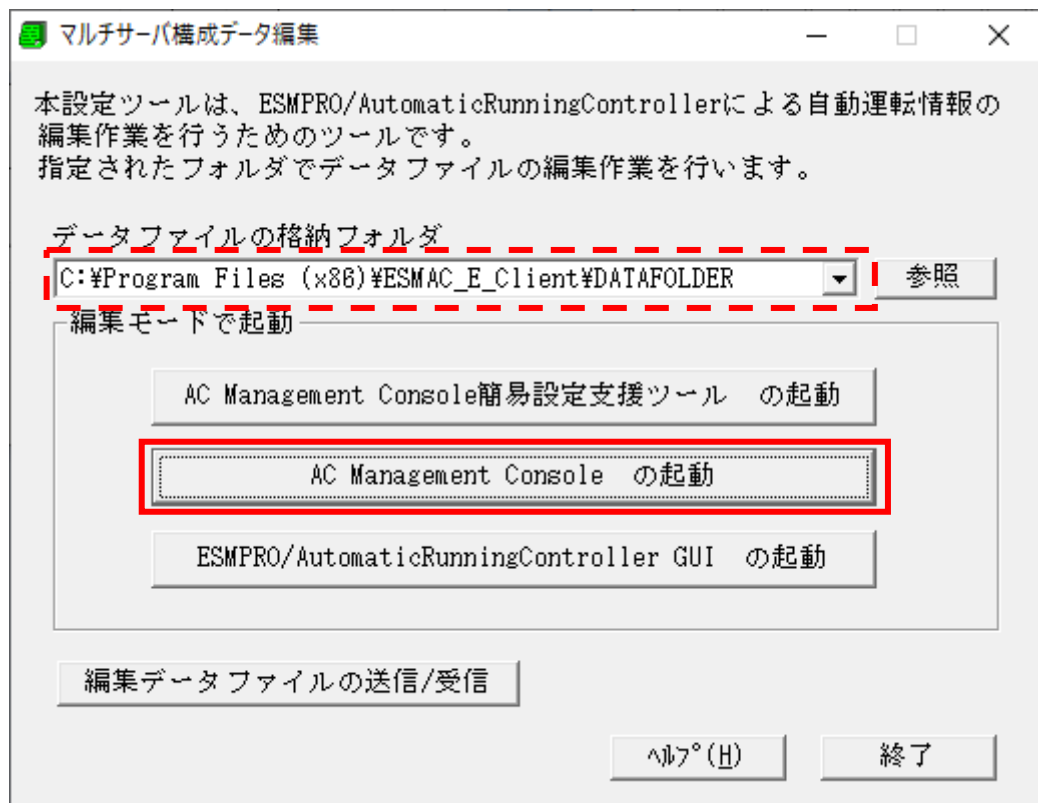 マルチサーバ構成データ編集
本設定ツールは、ESMPRO/AutomaticRunningControllerによる自動運転情報の
編集作業を行うためのツールです。
指定されたフォルダでデータファイルの編集作業を行います。
データファイルの格納フォルダ
C:¥Program Files (x86)¥ESMAC_E_Client¥DATAFOLDER
参照
編集モードで起動
AC Management Console簡易設定支援ツール　の起動
AC Management Console　の起動
ESMPRO/AutomaticRunningController GUI　の起動
編集データファイルの送信/受信
ﾍﾙﾌﾟ(H)
終了